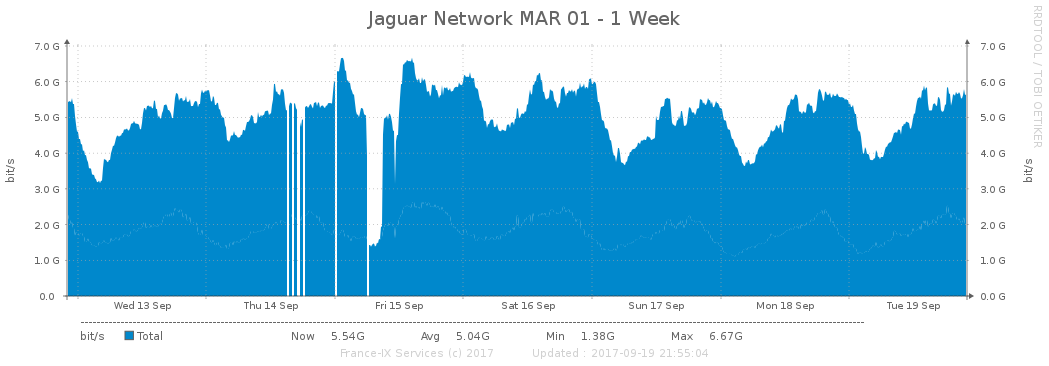 Jaguar Network MAR 01 - 1 Week
RRDTOOL / TOBI OETIKER
bit/s
7.0 G
6.0 G
5.0 G
4.0 G
3.0 G
2.0 G
1.0 G
0.0
7.0 G
6.0 G
5.0 G
4.0 G
3.0 G
2.0 G
1.0 G
0.0 G
bit/s
Wed 13 Sep Thu 14 Sep Fri 15 Sep Sat 16 Sep Sun 17 Sep Mon 18 Sep Tue 19 Sep
bit/s Total Now 5.54G Avg 5.04G Min 1.38G Max 6.67G
France-IX Services (c) 2017 Updated : 2017-09-19 21:55:04